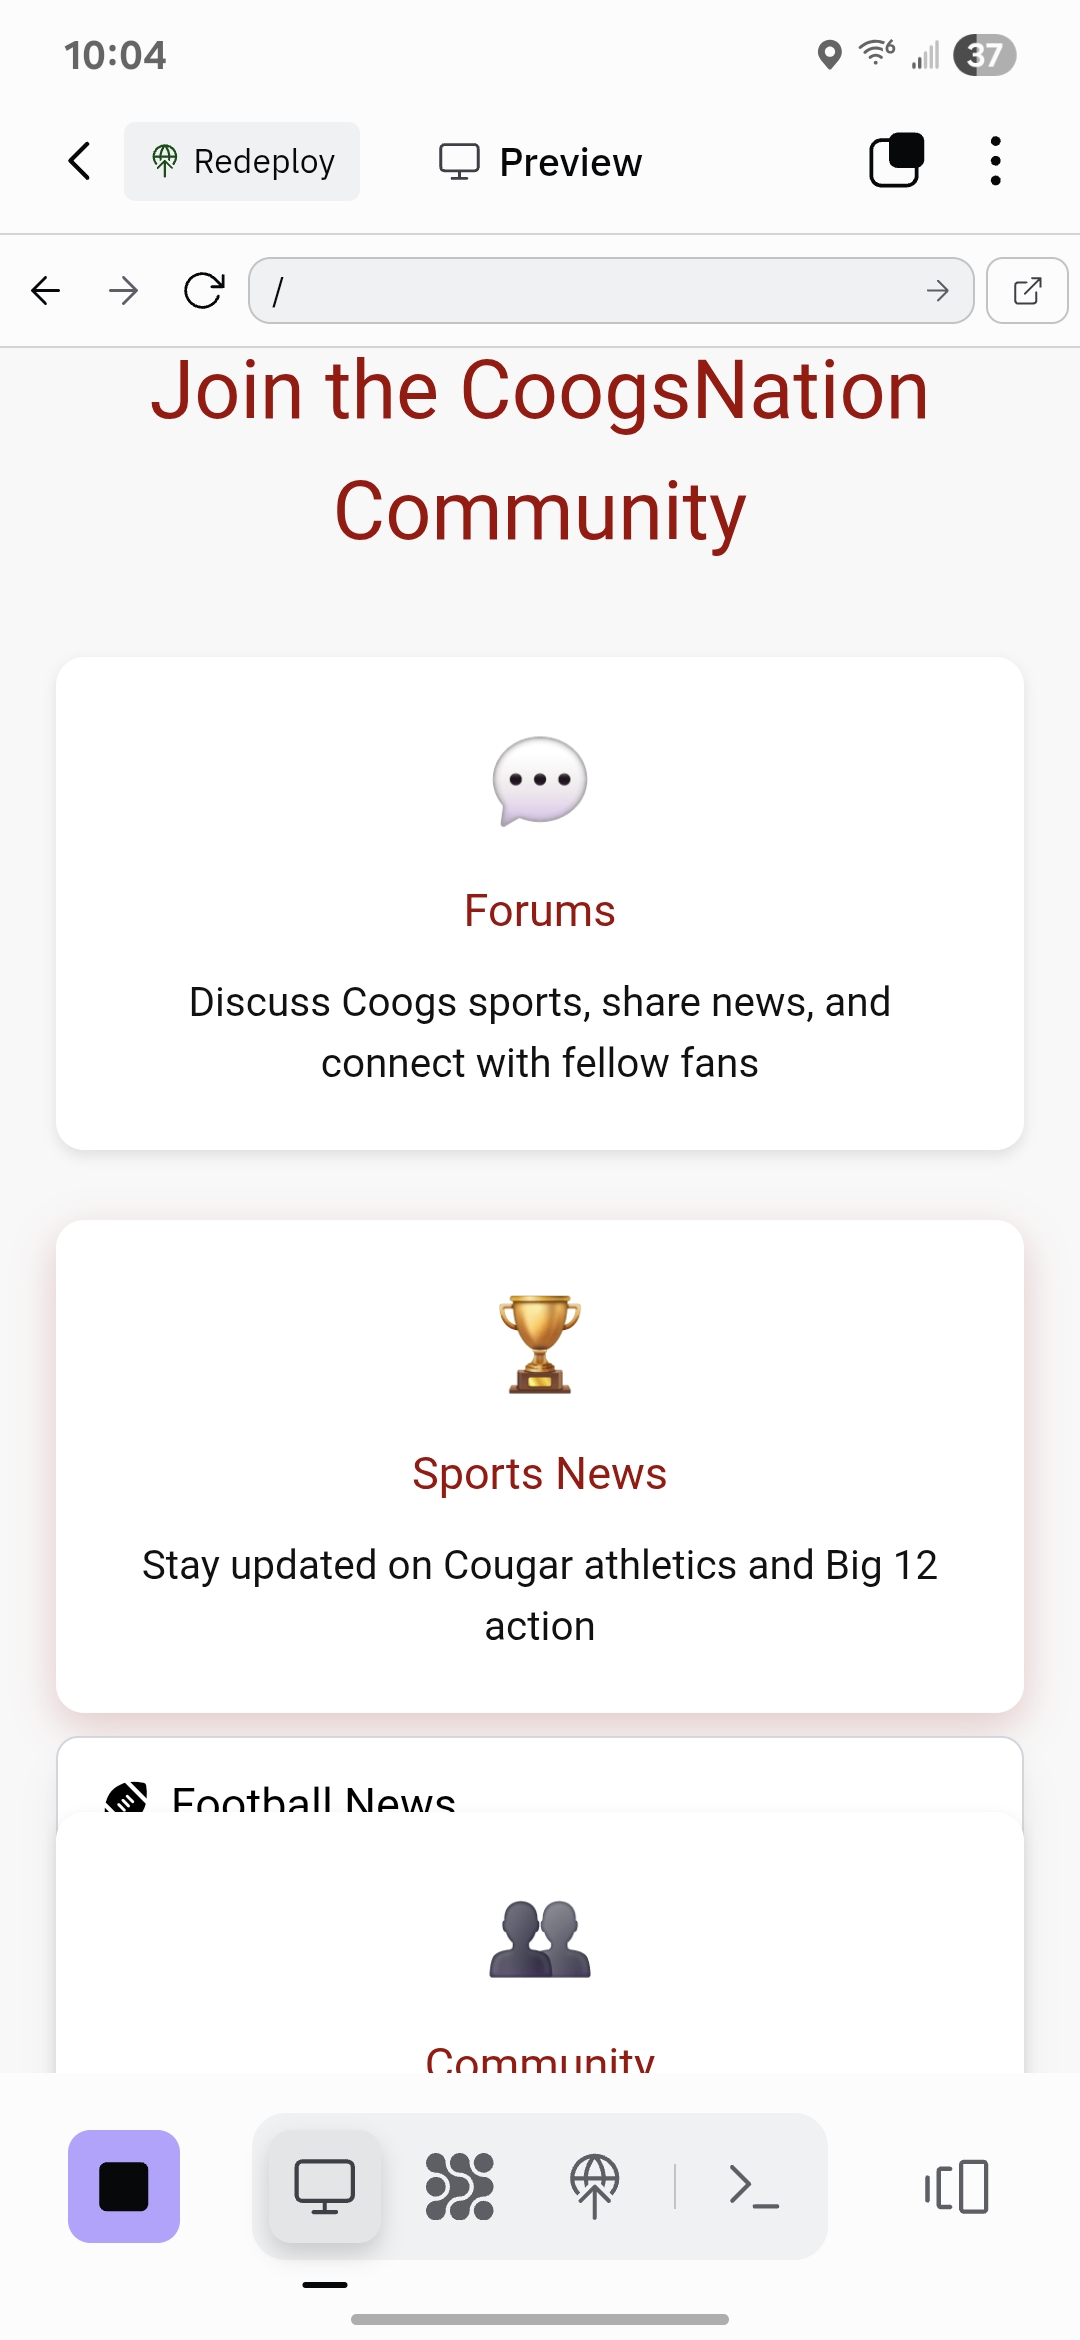 10:04
6
37
Redeploy
Preview
/
Join the CoogsNation
Community
Forums
Discuss Coogs sports, share news, and
connect with fellow fans
Sports News
Stay updated on Cougar athletics and Big 12
action
Football News
Community